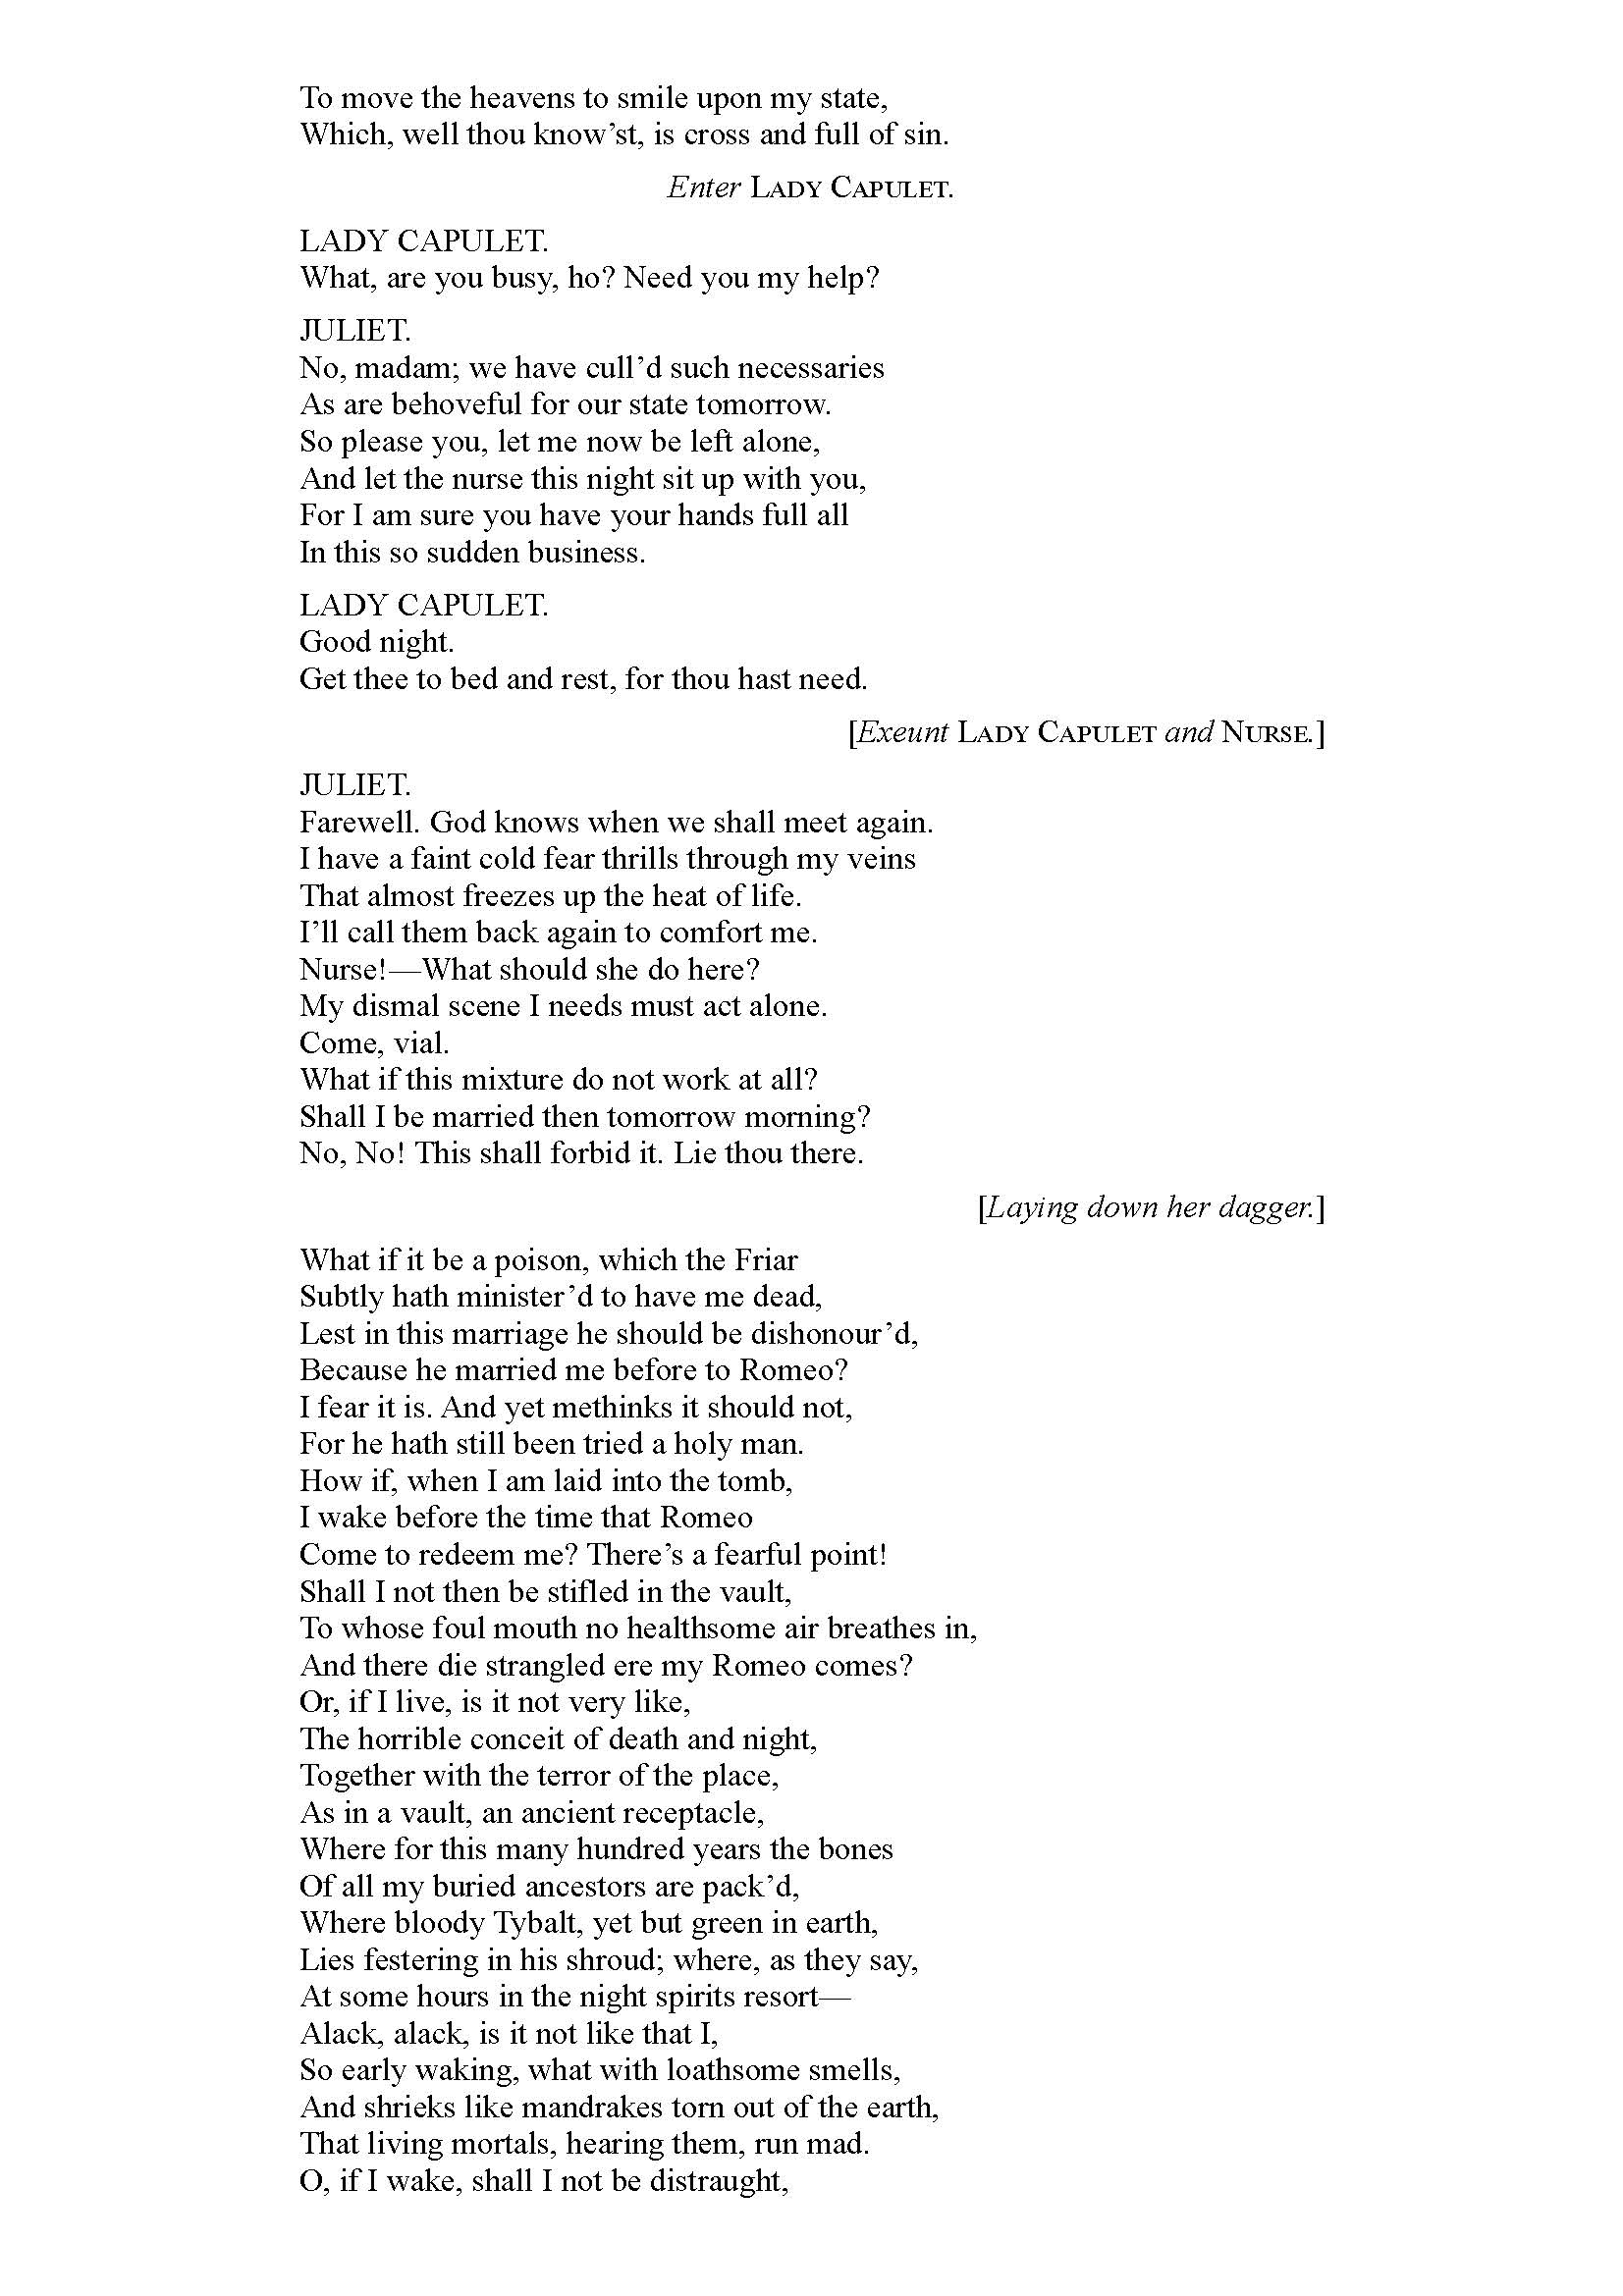 To move the heavens to smile upon my state,
Which, well thou know’st, is cross and full of sin.
Enter LADY CAPULET.
LADY CAPULET.
What, are you busy, ho? Need you my help?
JULIET.
No, madam; we have cull’d such necessaries
As are behoveful for our state tomorrow.
So please you, let me now be left alone,
And let the nurse this night sit up with you,
For I am sure you have your hands full all
In this so sudden business.
LADY CAPULET.
Good night.
Get thee to bed and rest, for thou hast need.
[Exeunt LADY CAPULET and NURSE.]
JULIET.
Farewell. God knows when we shall meet again.
I have a faint cold fear thrills through my veins
That almost freezes up the heat of life.
I’ll call them back again to comfort me.
Nurse!—What should she do here?
My dismal scene I needs must act alone.
Come, vial.
What if this mixture do not work at all?
Shall I be married then tomorrow morning?
No, No! This shall forbid it. Lie thou there.
[Laying down her dagger.]
What if it be a poison, which the Friar
Subtly hath minister’d to have me dead,
Lest in this marriage he should be dishonour’d,
Because he married me before to Romeo?
I fear it is. And yet methinks it should not,
For he hath still been tried a holy man.
How if, when I am laid into the tomb,
I wake before the time that Romeo
Come to redeem me? There’s a fearful point!
Shall I not then be stifled in the vault,
To whose foul mouth no healthsome air breathes in,
And there die strangled ere my Romeo comes?
Or, if I live, is it not very like,
The horrible conceit of death and night,
Together with the terror of the place,
As in a vault, an ancient receptacle,
Where for this many hundred years the bones
Of all my buried ancestors are pack’d,
Where bloody Tybalt, yet but green in earth,
Lies festering in his shroud; where, as they say,
At some hours in the night spirits resort—
Alack, alack, is it not like that I,
So early waking, what with loathsome smells,
And shrieks like mandrakes torn out of the earth,
That living mortals, hearing them, run mad.
O, if I wake, shall I not be distraught,